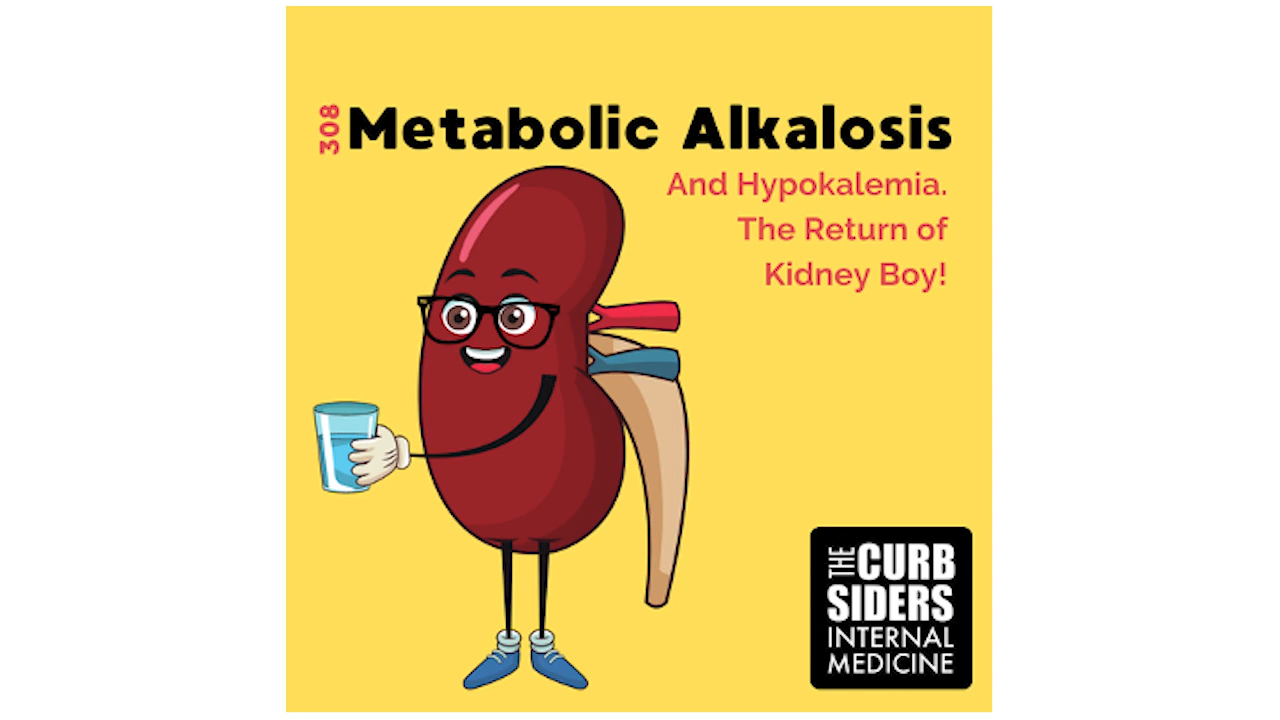 308 Metabolic Alkalosis
And Hypokalemia.
The Return of
Kidney Boy!
THE CURB
SIDERS
INTERNAL
MEDICINE